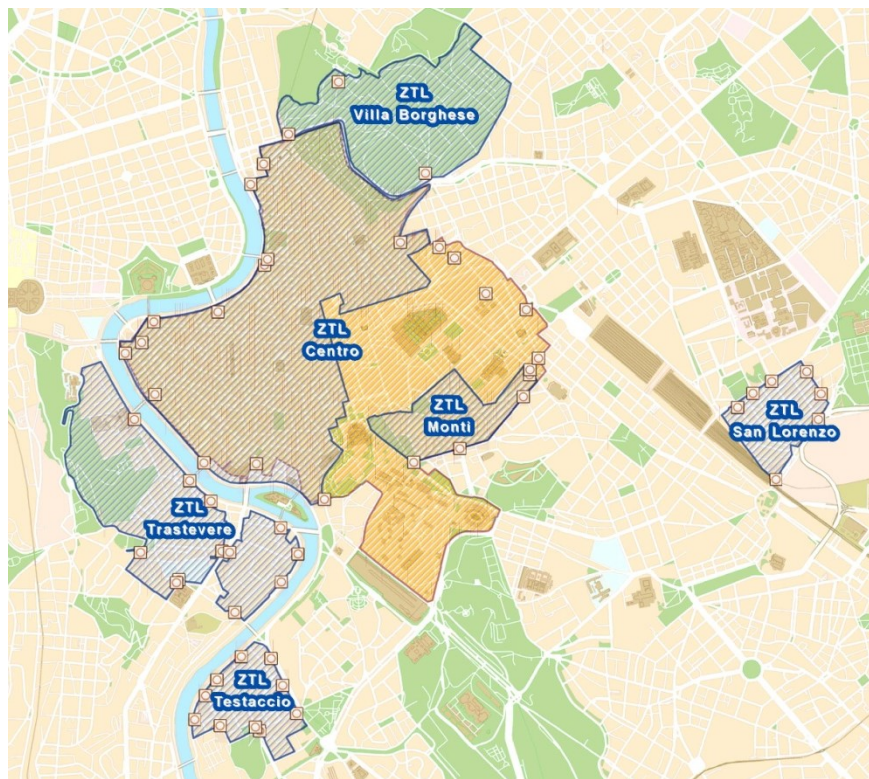 ZTL
Villa Borghese
ZTL
Centro
ZTL
Monti
ZTL
San Lorenzo
ZTL
Trastevere
ZTL
Testaccio